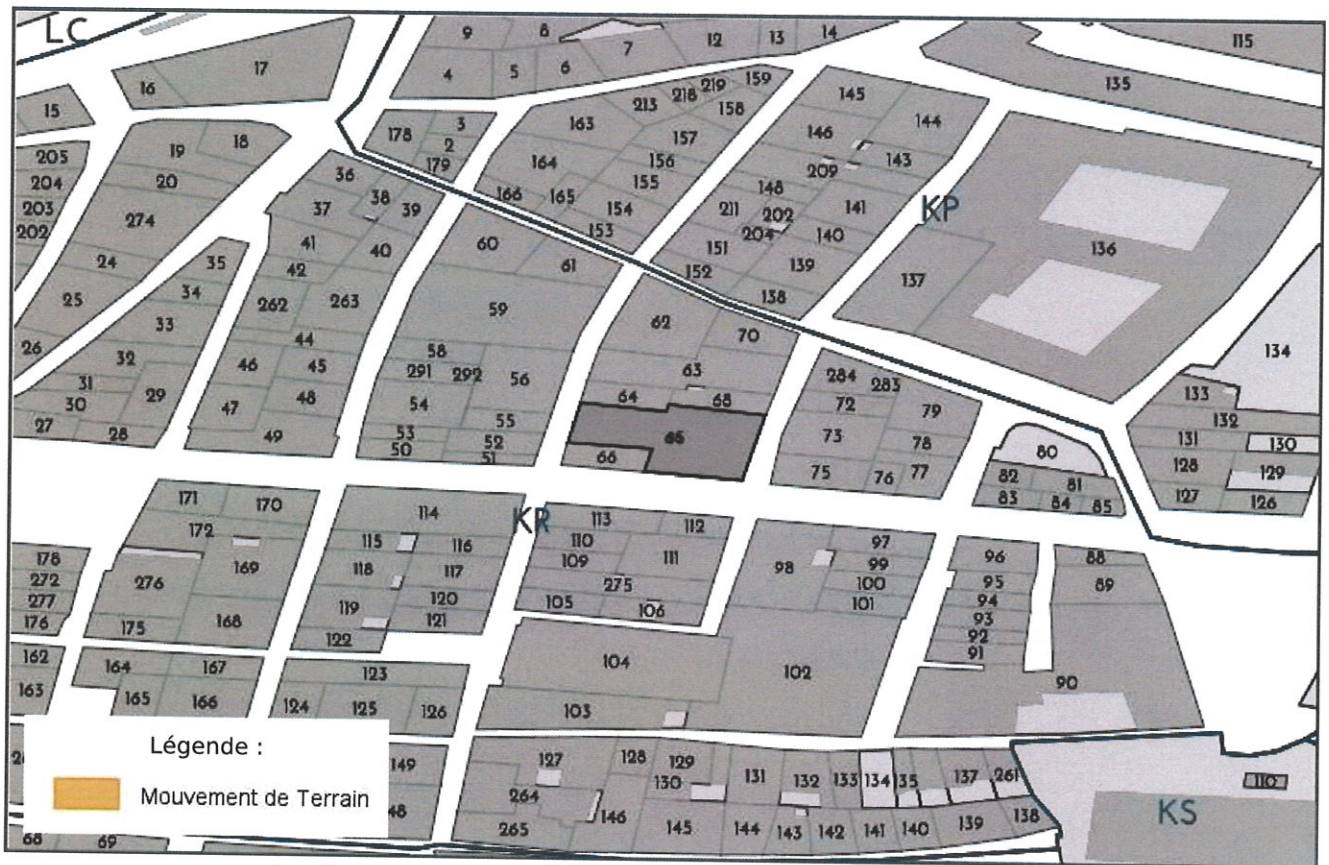 LC
9 8 7 12 13 14 115
17 16 4 5 6 135
15 178 3 2 179 163 213 218 219 159 158 145 144
205 19 18 157 146 143
204 20 36 38 39 164 156 209
203 37 166 165 155 148 141 KP
202 274 41 60 154 211 202 140
24 35 42 40 61 153 151 204 136
25 34 262 263 59 152 139 137
33 44 62 138 70
26 32 46 45 58 291 292 56 63 284 283 134
31 29 48 54 64 68 72 79 133
30 47 55 73 78 132
27 28 49 53 52 65 75 76 77 80 131 130
50 51 66 82 81 128 129
83 84 85 127 126
171 170 114 KR 113 112
172 115 116 110 111 97 96 88
178 169 118 117 109 98 99 95 89
272 276 275 100 94
277 119 120 105 106 101 93
176 175 168 122 121 92
162 164 167 123 104 102 91
163 165 166 124 125 126 103 90
Légende :
149 127 128 129 131 132 133 134 135 137 261 110
Mouvement de Terrain
264 130 KS
265 146 145 144 143 142 141 140 139 138
68 69